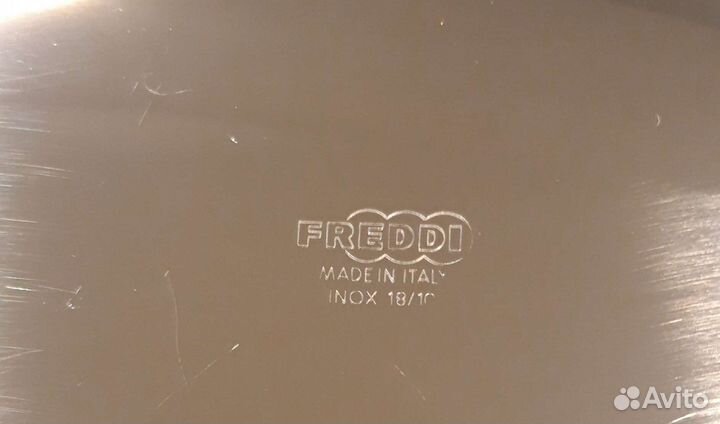 FREDDI
MADE IN ITALY
INOX 18/10
Avito